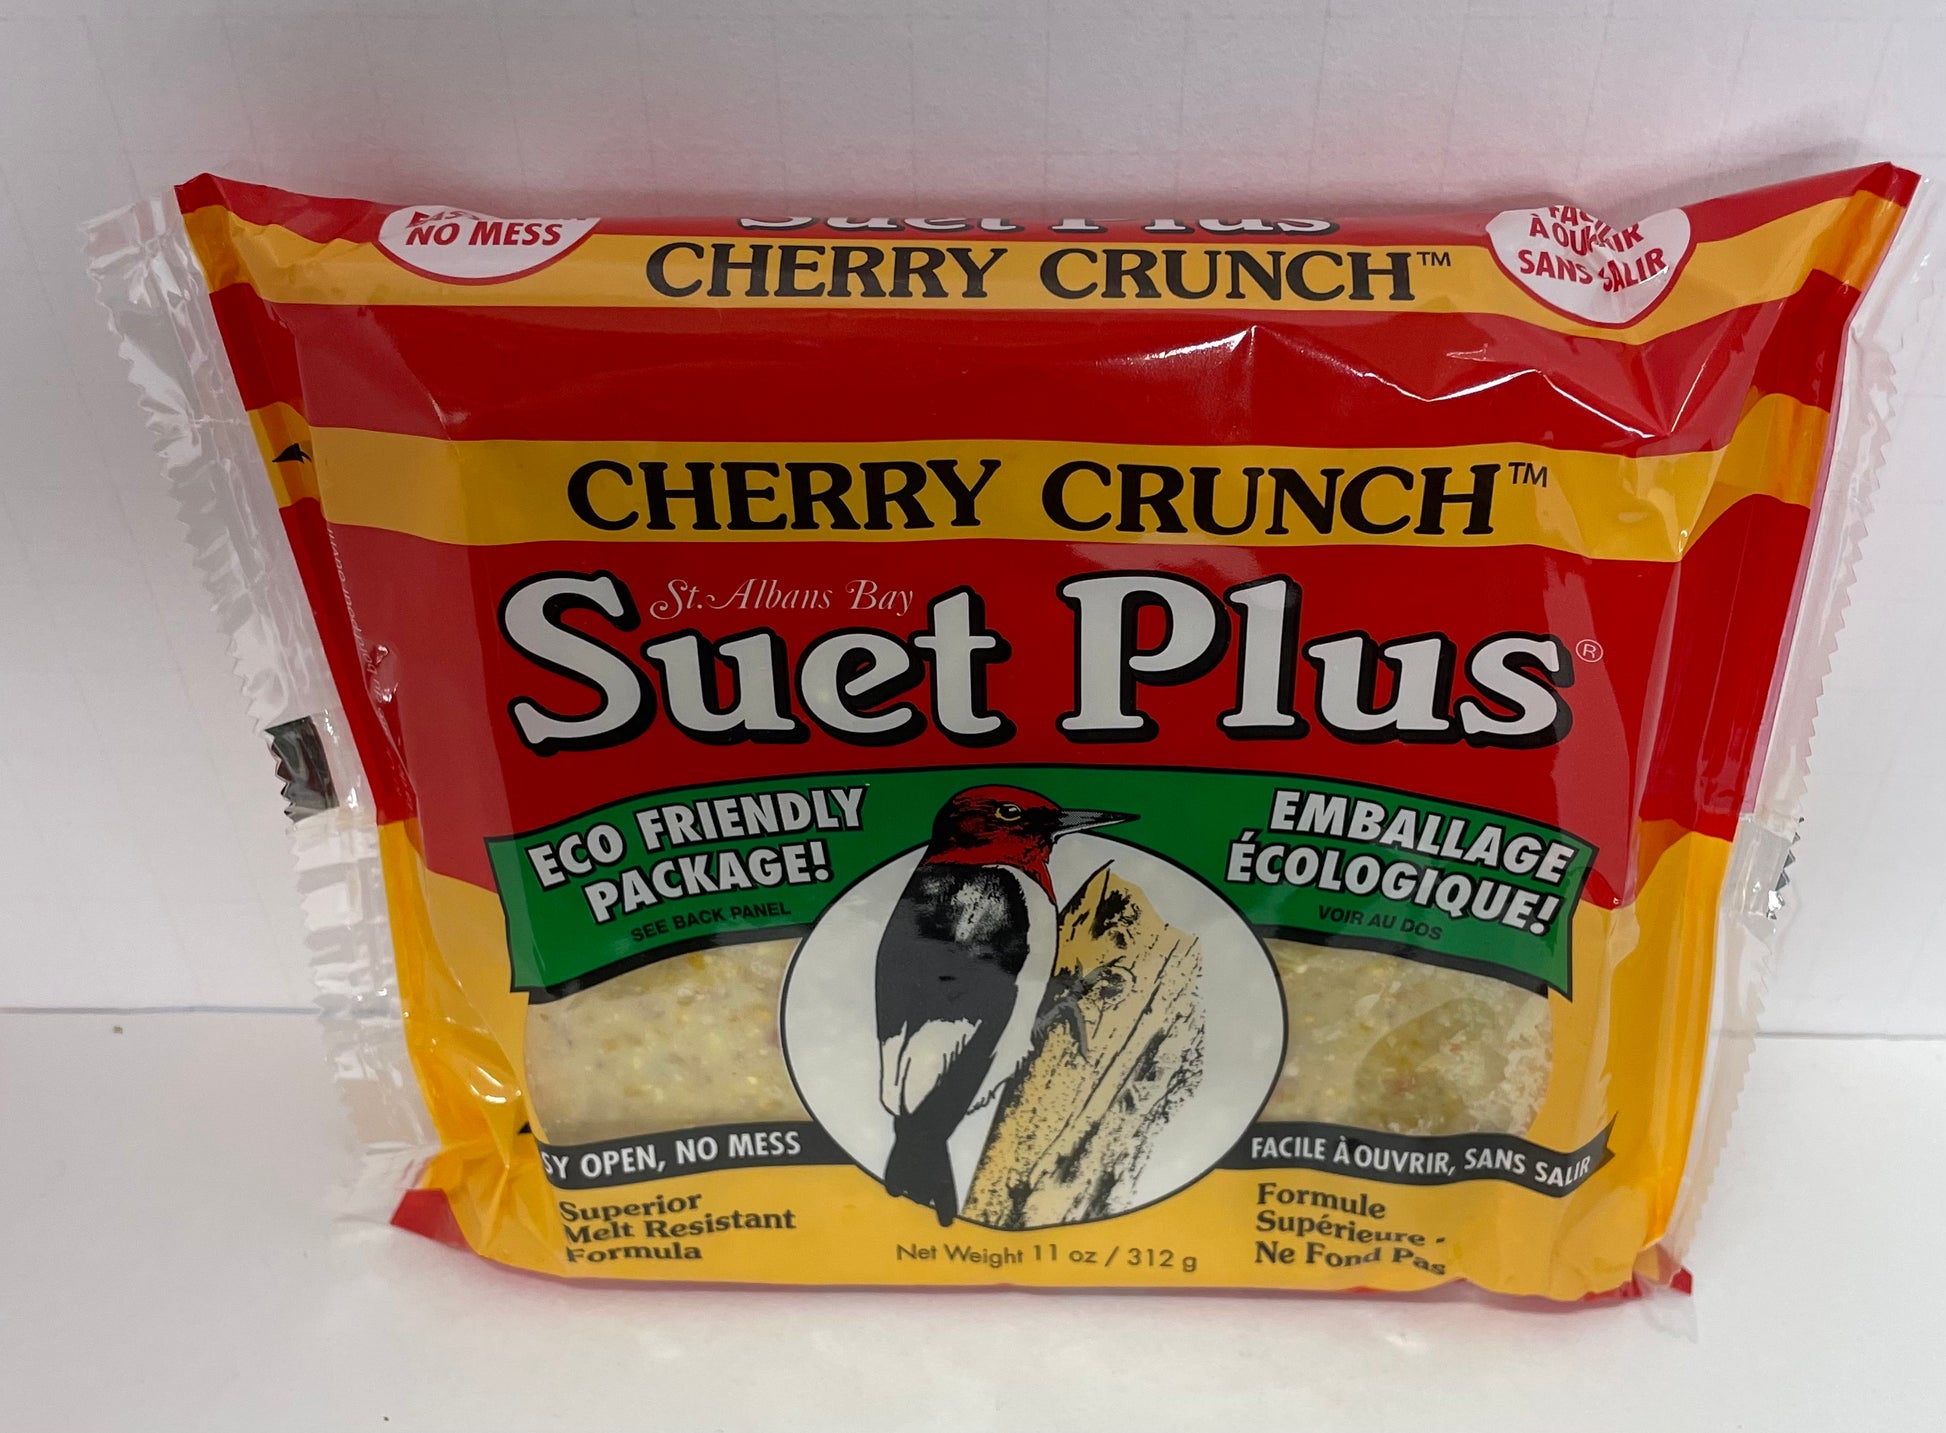 NO MESS
Suet Plus
CHERRY CRUNCH™
À OUVRIR
SANS SALIR
CHERRY CRUNCH™
St. Albans Bay
Suet Plus®
ECO FRIENDLY
PACKAGE!
SEE BACK PANEL
EMBALLAGE
ÉCOLOGIQUE!
VOIR AU DOS
SY OPEN, NO MESS
FACILE À OUVRIR, SANS SALIR
Superior
Melt Resistant
Formula
Net Weight 11 oz / 312 g
Formule
Supérieure -
Ne Fond Pas